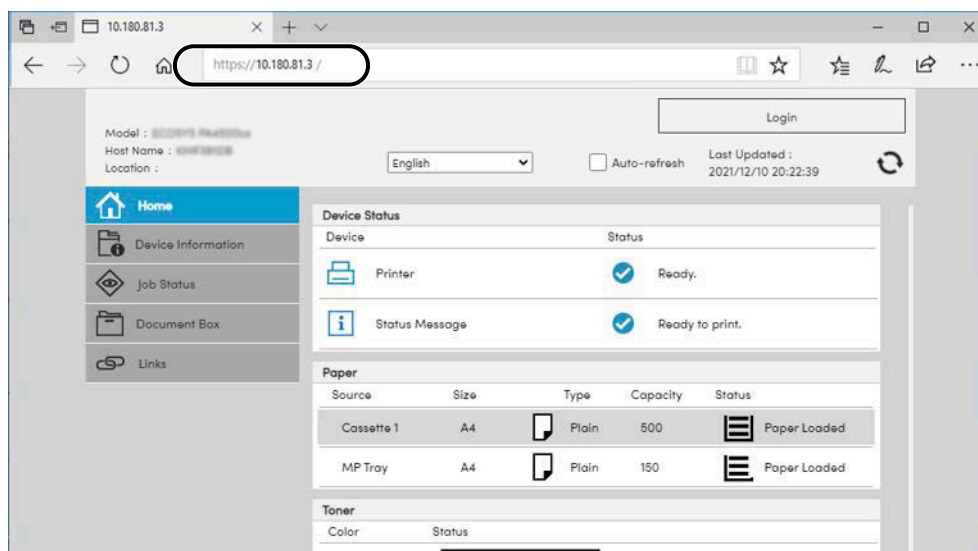 10.180.81.3
https://10.180.81.3 /
Login
Model :
Host Name :
Location :
English
Auto-refresh
Last Updated :
2021/12/10 20:22:39
Home
Device Information
Job Status
Document Box
Links
Device Status
Device Status
Printer Ready.
Status Message Ready to print.
Paper
Source Size Type Capacity Status
Cassette 1 A4 Plain 500 Paper Loaded
MP Tray A4 Plain 150 Paper Loaded
Toner
Color Status